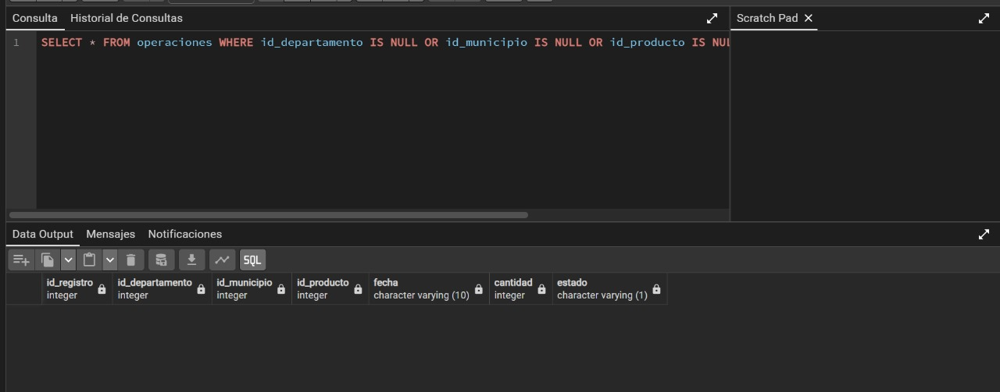 Consulta Historial de Consultas
Scratch Pad
1 SELECT * FROM operaciones WHERE id_departamento IS NULL OR id_municipio IS NULL OR id_producto IS NUL
Data Output Mensajes Notificaciones
SQL
id_registro id_departamento id_municipio id_producto fecha cantidad estado
integer integer integer integer character varying (10) integer character varying (1)